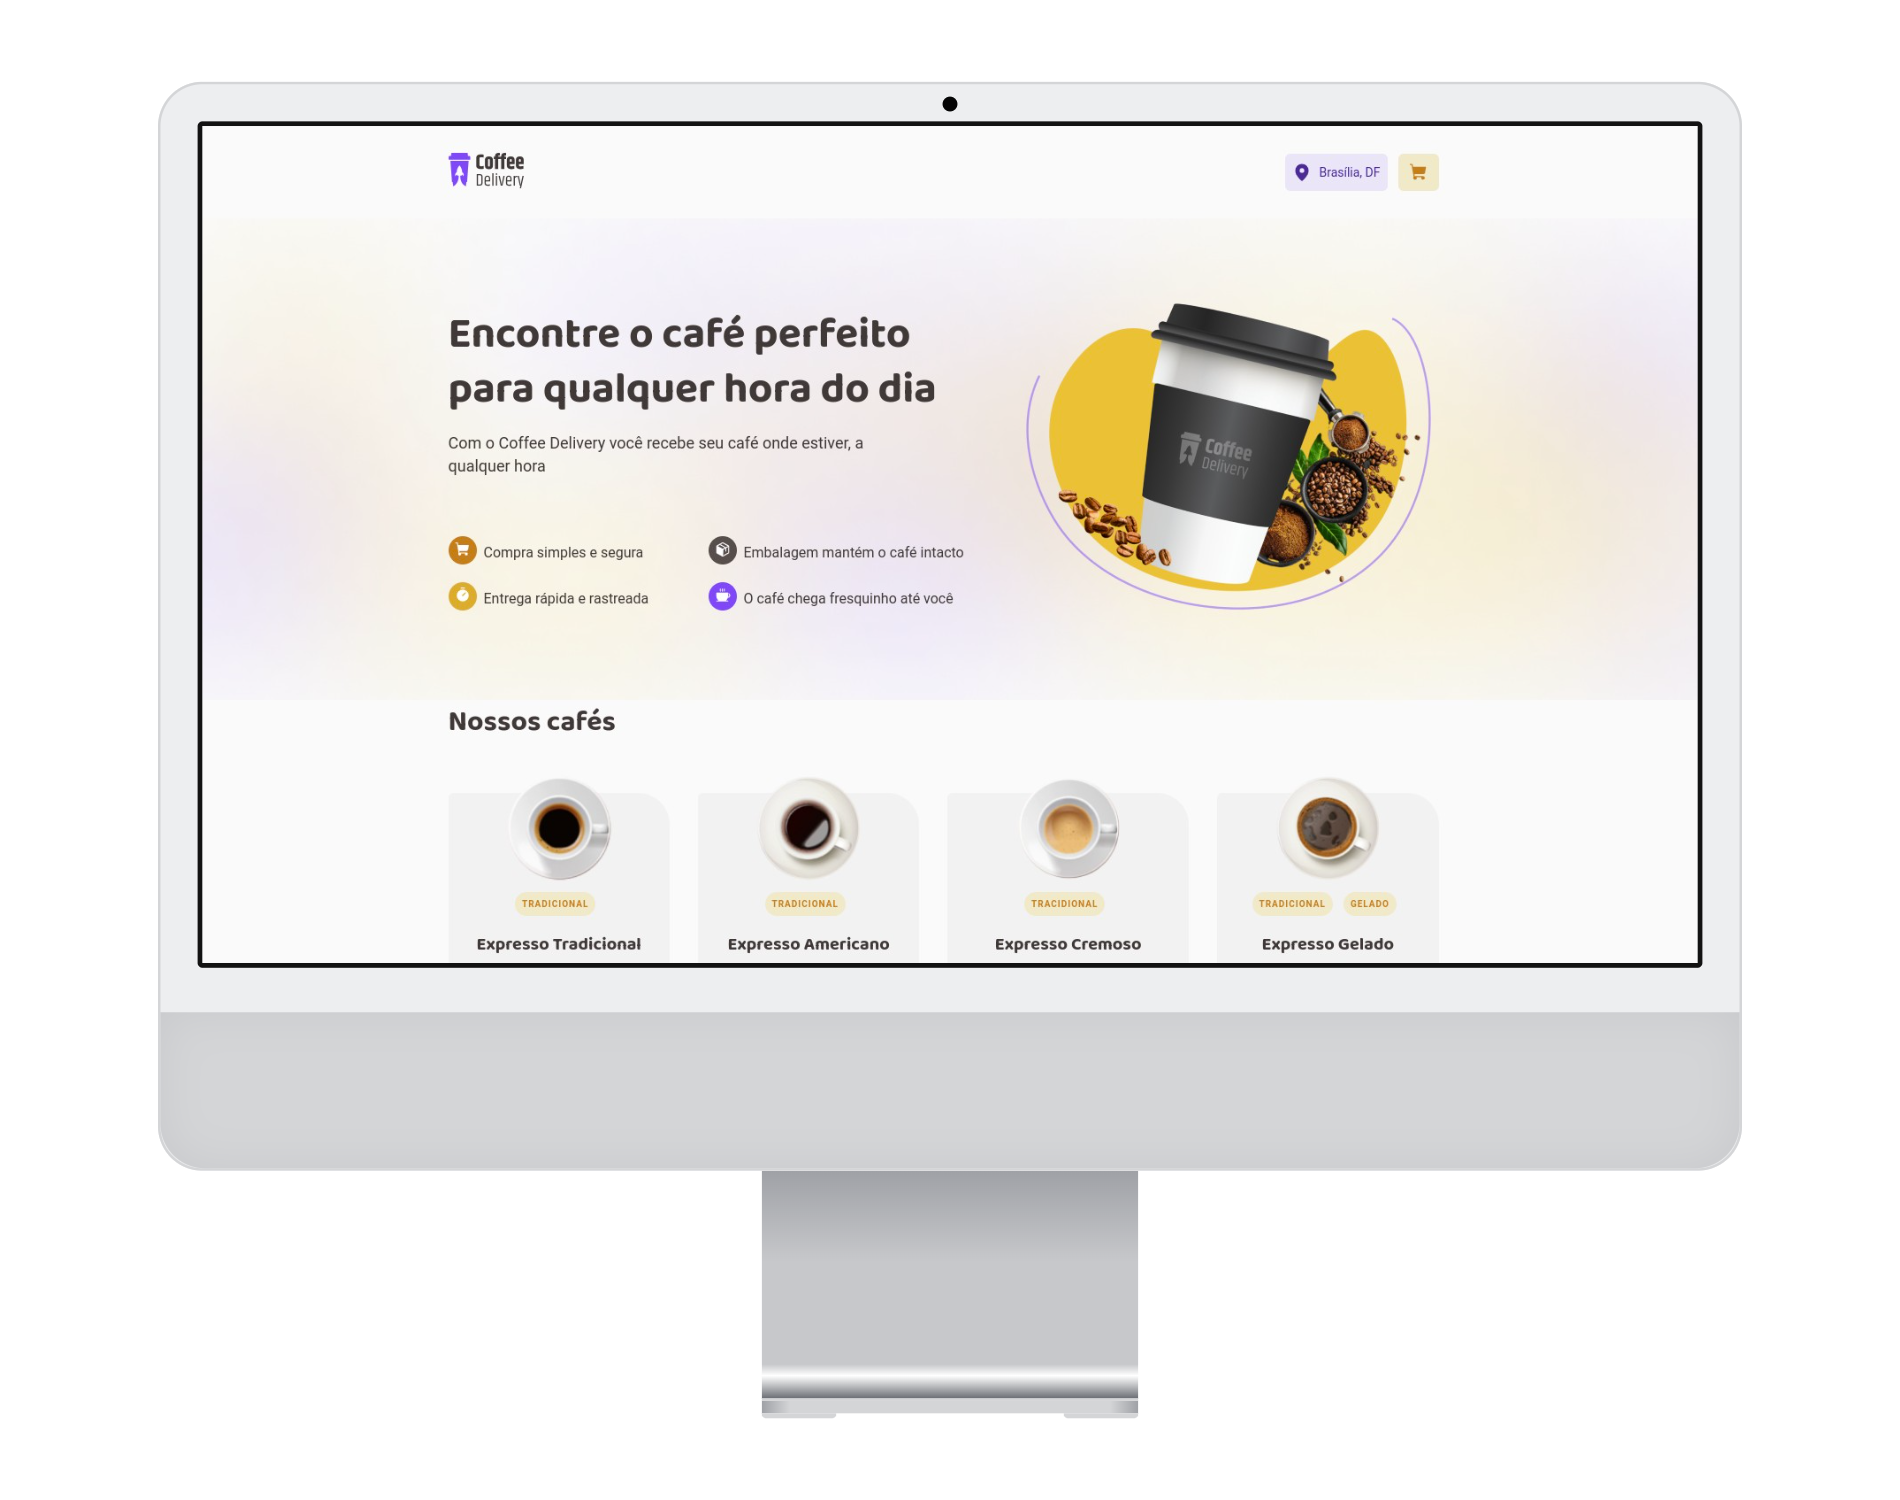 Coffee
Delivery
Brasília, DF
Encontre o café perfeito
para qualquer hora do dia
Com o Coffee Delivery você recebe seu café onde estiver, a
qualquer hora
Compra simples e segura
Embalagem mantém o café intacto
Entrega rápida e rastreada
O café chega fresquinho até você
Coffee
Delivery
Nossos cafés
TRADICIONAL
TRADICIONAL
TRACIDIONAL
TRADICIONAL
GELADO
Expresso Tradicional
Expresso Americano
Expresso Cremoso
Expresso Gelado